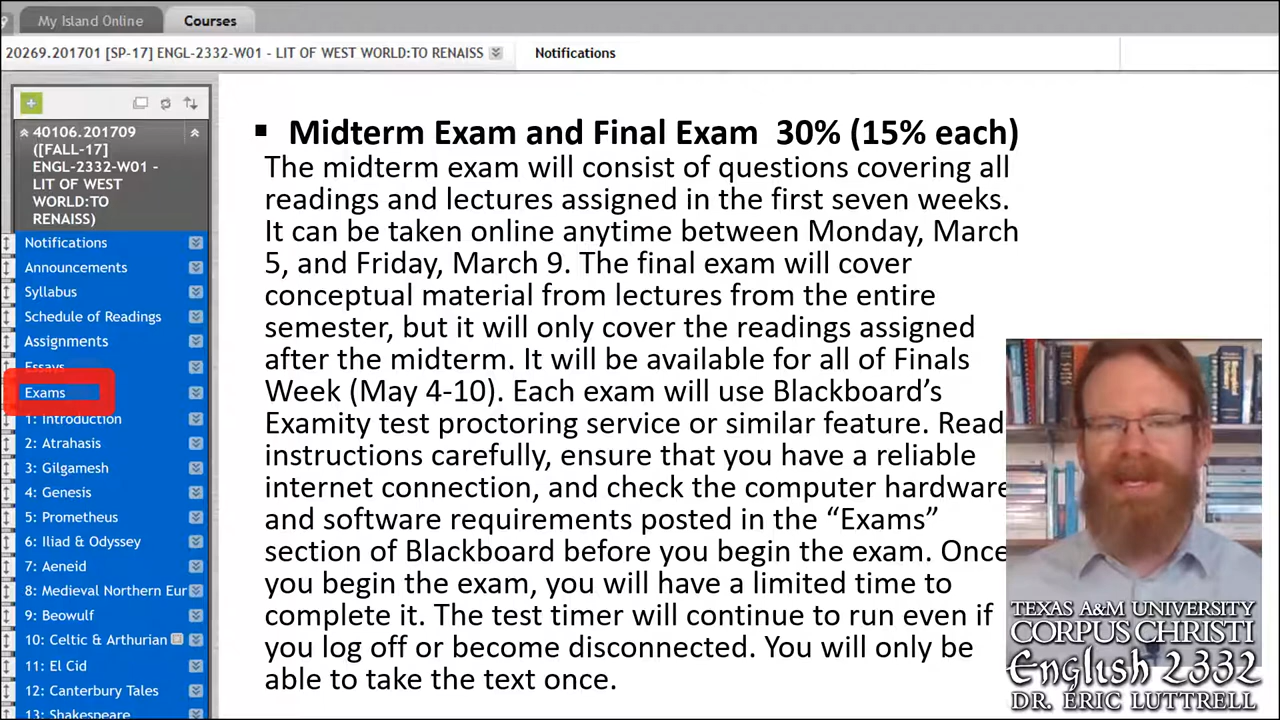 My Island Online
Courses
20269.201701 [SP-17] ENGL-2332-W01 - LIT OF WEST WORLD:TO RENAISS
Notifications
40106.201709
([FALL-17]
ENGL-2332-W01 -
LIT OF WEST
WORLD:TO
RENAISS)
Notifications
Announcements
Syllabus
Schedule of Readings
Assignments
Essays
Exams
1: Introduction
2: Atrahasis
3: Gilgamesh
4: Genesis
5: Prometheus
6: Iliad & Odyssey
7: Aeneid
8: Medieval Northern Eur
9: Beowulf
10: Celtic & Arthurian
11: El Cid
12: Canterbury Tales
13: Shakespeare
▪ Midterm Exam and Final Exam 30% (15% each)
The midterm exam will consist of questions covering all
readings and lectures assigned in the first seven weeks.
It can be taken online anytime between Monday, March
5, and Friday, March 9. The final exam will cover
conceptual material from lectures from the entire
semester, but it will only cover the readings assigned
after the midterm. It will be available for all of Finals
Week (May 4-10). Each exam will use Blackboard’s
Examity test proctoring service or similar feature. Read
instructions carefully, ensure that you have a reliable
internet connection, and check the computer hardware
and software requirements posted in the “Exams”
section of Blackboard before you begin the exam. Once
you begin the exam, you will have a limited time to
complete it. The test timer will continue to run even if
you log off or become disconnected. You will only be
able to take the text once.
TEXAS A&M UNIVERSITY
CORPUS CHRISTI
English 2332
DR. ERIC LUTTRELL